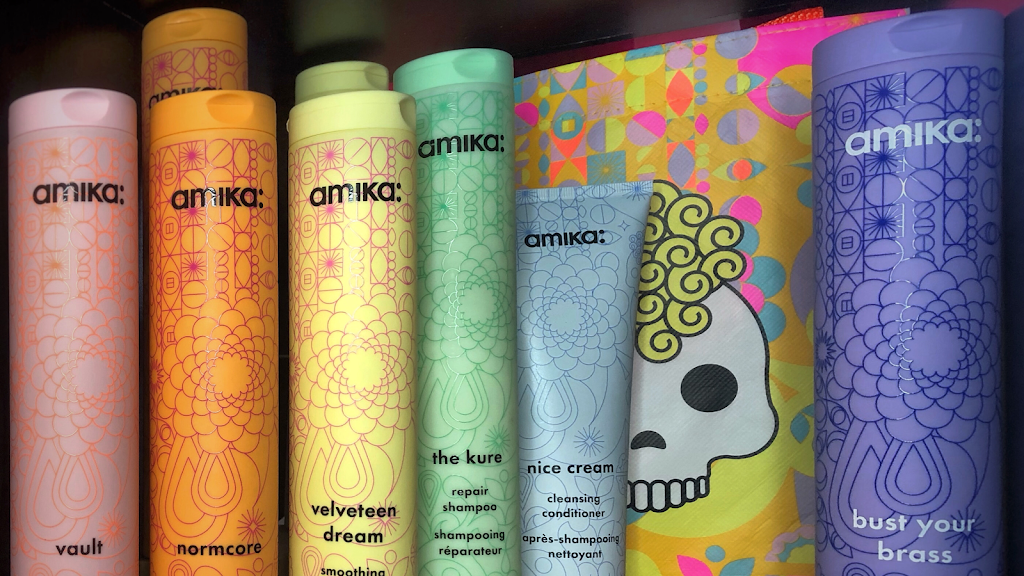 amika:
vault
amika:
amika:
normcore
amika:
velveteen
dream
smoothing
amika:
the kure
repair
shampoo
shampooing
réparateur
amika:
nice cream
cleansing
conditioner
après-shampooing
nettoyant
amika:
bust your
brass